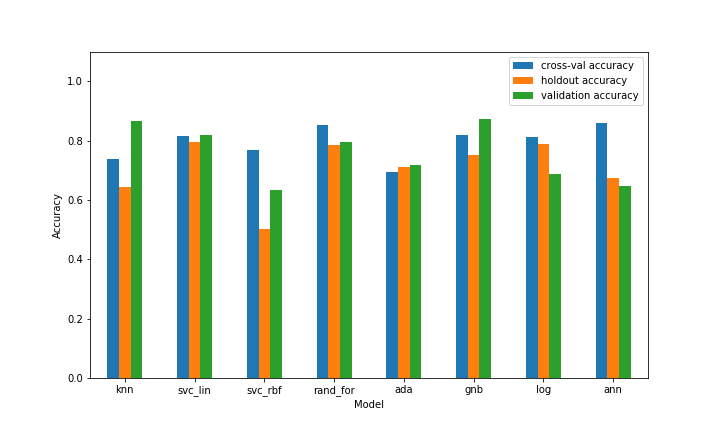 cross-val accuracy
holdout accuracy
validation accuracy
1.0
0.8
0.6
0.4
0.2
0.0
Accuracy
knn svc_lin svc_rbf rand_for ada gnb log ann
Model